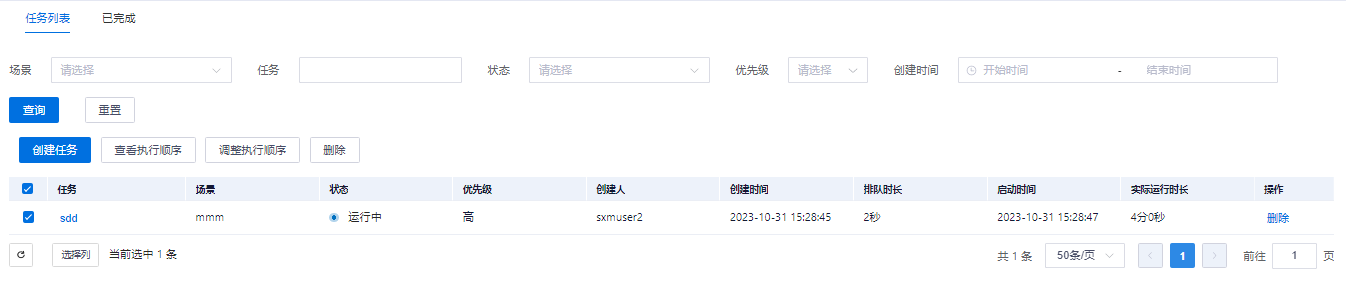 任务列表 已完成
场景 请选择 任务 状态 请选择 优先级 请选择 创建时间 开始时间 - 结束时间
查询 重置
创建任务 查看执行顺序 调整执行顺序 删除
任务 场景 状态 优先级 创建人 创建时间 排队时长 启动时间 实际运行时长 操作
sdd mmm 运行中 高 sxmuser2 2023-10-31 15:28:45 2秒 2023-10-31 15:28:47 4分0秒 删除
选择列 当前选中 1 条 共 1 条 50条/页 1 前往 1 页